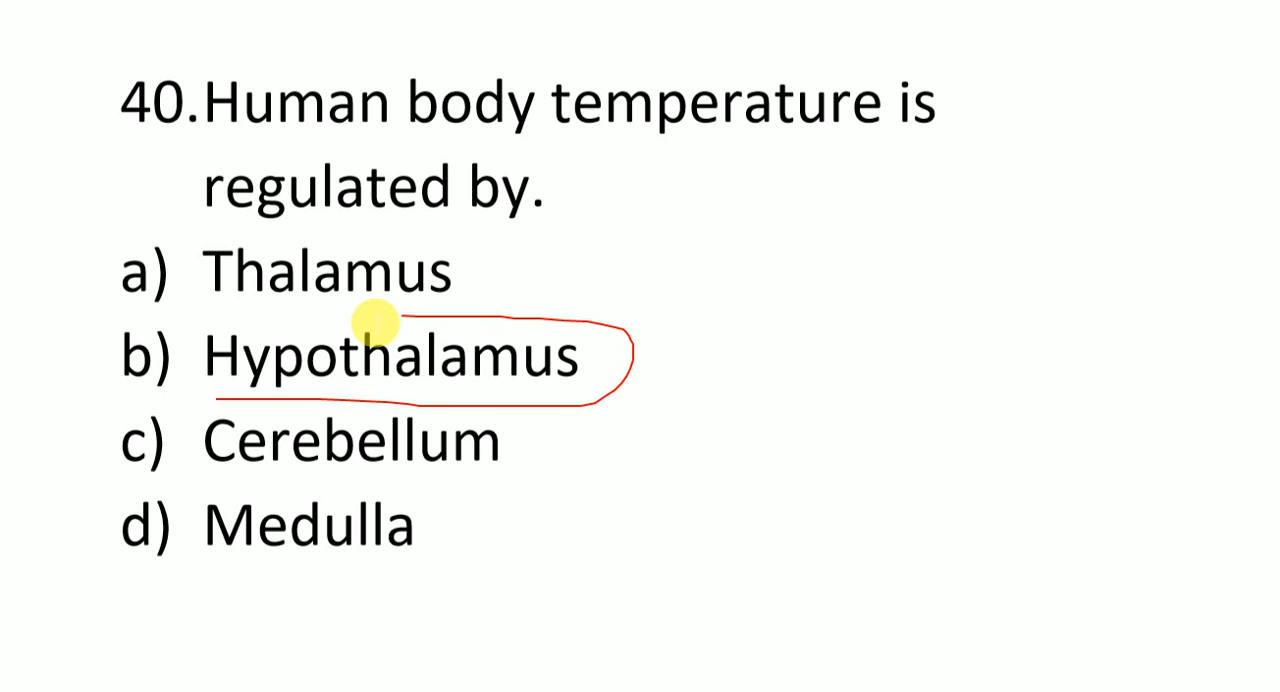 40. Human body temperature is
regulated by.
a) Thalamus
b) Hypothalamus
c) Cerebellum
d) Medulla